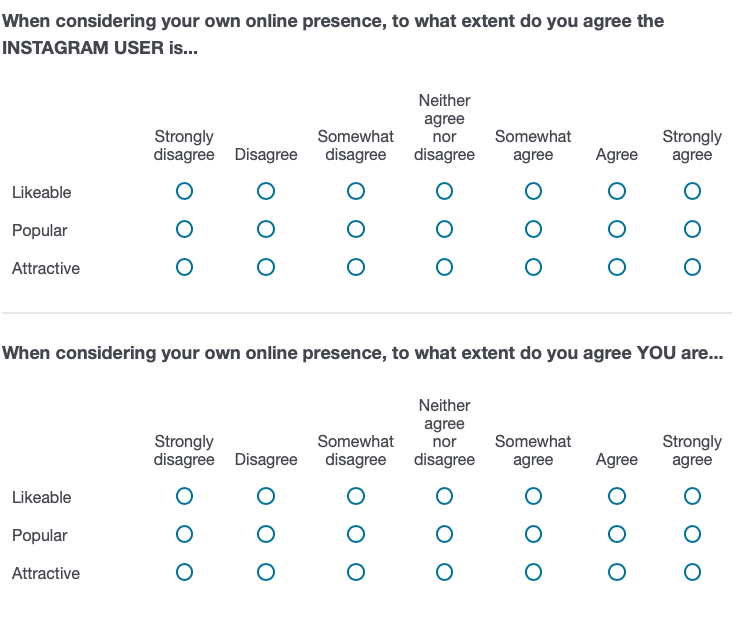 When considering your own online presence, to what extent do you agree the
INSTAGRAM USER is...
Strongly disagree Disagree Somewhat disagree Neither agree nor disagree Somewhat agree Agree Strongly agree
Likeable
Popular
Attractive
When considering your own online presence, to what extent do you agree YOU are...
Strongly disagree Disagree Somewhat disagree Neither agree nor disagree Somewhat agree Agree Strongly agree
Likeable
Popular
Attractive